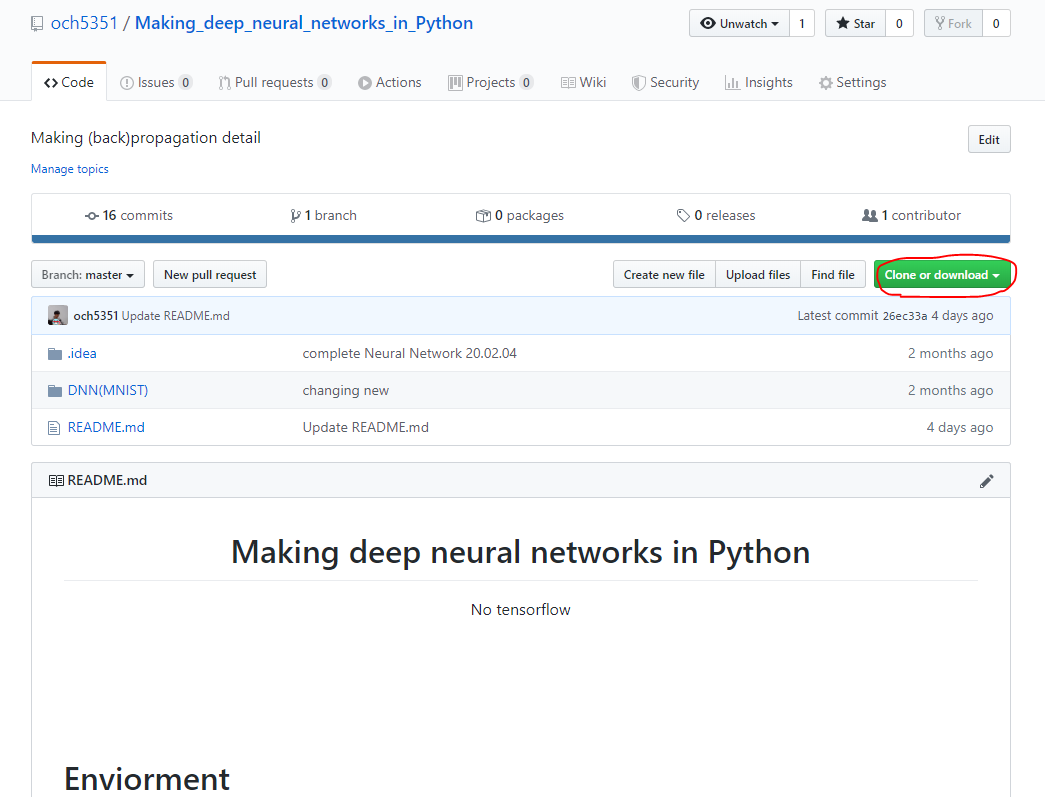 och5351 / Making_deep_neural_networks_in_Python
Unwatch 1 Star 0 Fork 0
Code Issues 0 Pull requests 0 Actions Projects 0 Wiki Security Insights Settings
Making (back)propagation detail
Edit
Manage topics
16 commits 1 branch 0 packages 0 releases 1 contributor
Branch: master New pull request Create new file Upload files Find file Clone or download
och5351 Update README.md Latest commit 26ec33a 4 days ago
.idea complete Neural Network 20.02.04 2 months ago
DNN(MNIST) changing new 2 months ago
README.md Update README.md 4 days ago
README.md
Making deep neural networks in Python
No tensorflow
Enviorment